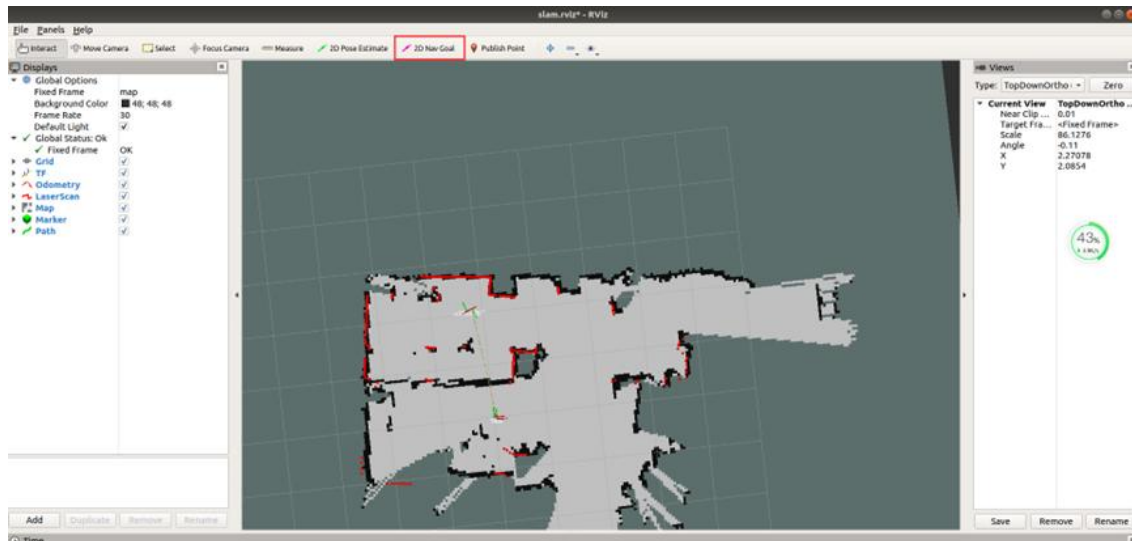 slam.rviz* - RViz
File Panels Help
Interact Move Camera Select Focus Camera Measure 2D Pose Estimate 2D Nav Goal Publish Point
Displays
Global Options
Fixed Frame map
Background Color 48; 48; 48
Frame Rate 30
Default Light
Global Status: Ok
Fixed Frame OK
Grid
TF
Odometry
LaserScan
Map
Marker
Path
Add Duplicate Remove Rename
Time
Views
Type: TopDownOrtho Zero
Current View TopDownOrtho ...
Near Clip ... 0.01
Target Fra... <Fixed Frame>
Scale 86.1276
Angle -0.11
X 2.27078
Y 2.0854
43%
Save Remove Rename